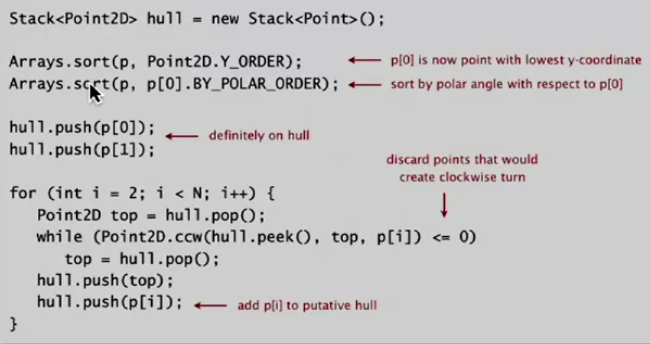 Stack<Point2D> hull = new Stack<Point>();
Arrays.sort(p, Point2D.Y_ORDER); p[0] is now point with lowest y-coordinate
Arrays.sort(p, p[0].BY_POLAR_ORDER); sort by polar angle with respect to p[0]
hull.push(p[0]); definitely on hull
hull.push(p[1]);
discard points that would
create clockwise turn
for (int i = 2; i < N; i++) {
Point2D top = hull.pop();
while (Point2D.ccw(hull.peek(), top, p[i]) <= 0)
top = hull.pop();
hull.push(top);
hull.push(p[i]); add p[i] to putative hull
}